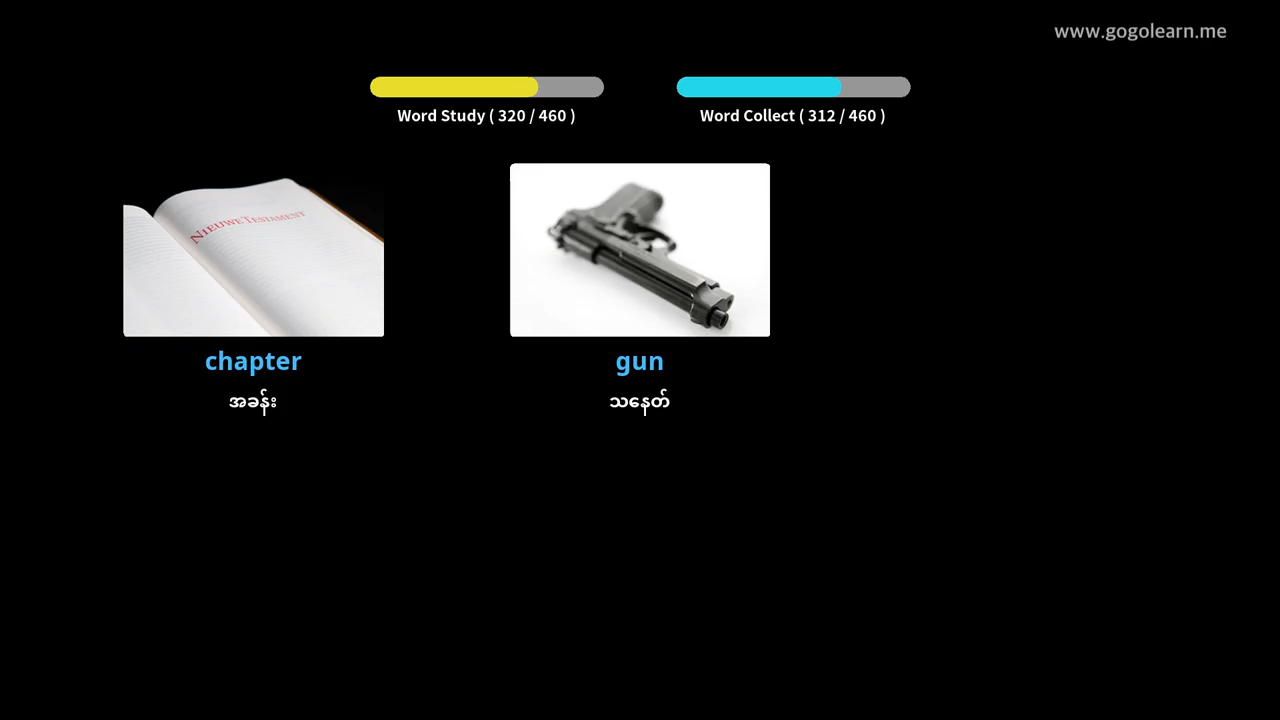 www.gogolearn.me
Word Study ( 320 / 460 )
Word Collect ( 312 / 460 )
NIEUWE TESTAMENT
chapter
gun
အခန်း
သေနတ်